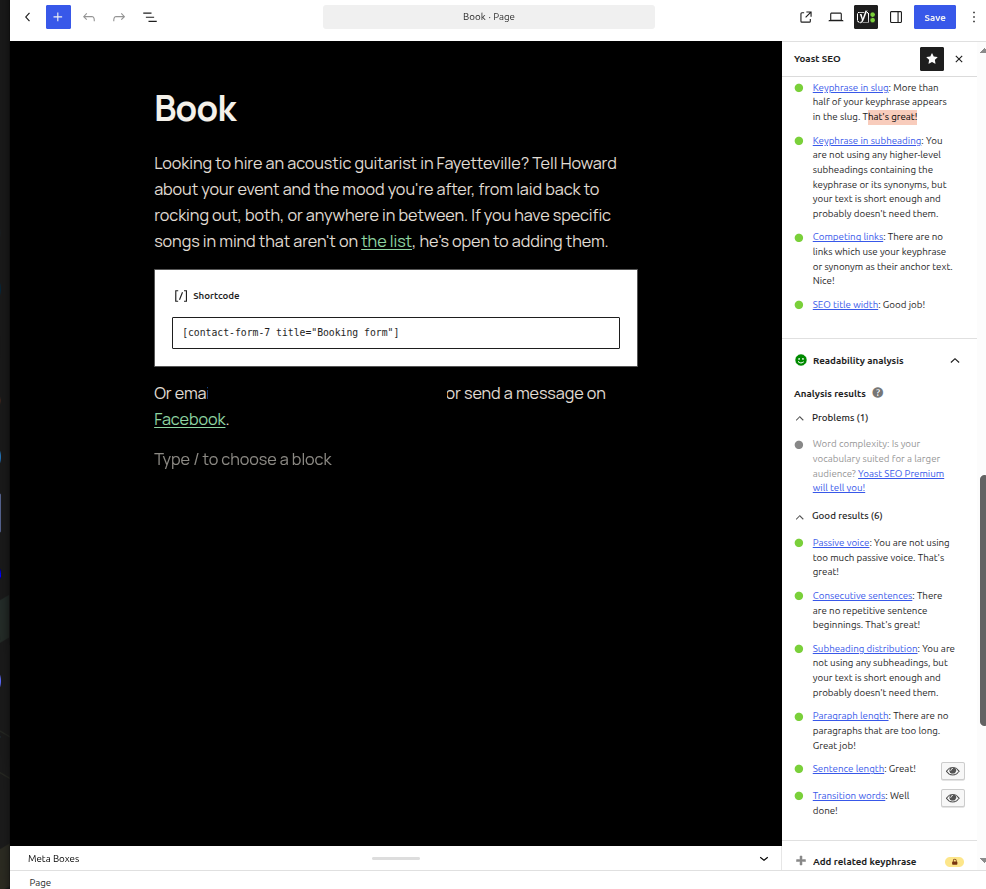 Book · Page
Save
Book
Looking to hire an acoustic guitarist in Fayetteville? Tell Howard
about your event and the mood you're after, from laid back to
rocking out, both, or anywhere in between. If you have specific
songs in mind that aren't on the list, he's open to adding them.
[/] Shortcode
[contact-form-7 title="Booking form"]
Or emai
or send a message on
Facebook.
Type / to choose a block
Meta Boxes
Page
Yoast SEO
Keyphrase in slug: More than
half of your keyphrase appears
in the slug. That's great!
Keyphrase in subheading: You
are not using any higher-level
subheadings containing the
keyphrase or its synonyms, but
your text is short enough and
probably doesn't need them.
Competing links: There are no
links which use your keyphrase
or synonym as their anchor text.
Nice!
SEO title width: Good job!
Readability analysis
Analysis results
Problems (1)
Word complexity: Is your
vocabulary suited for a larger
audience? Yoast SEO Premium
will tell you!
Good results (6)
Passive voice: You are not using
too much passive voice. That's
great!
Consecutive sentences: There
are no repetitive sentence
beginnings. That's great!
Subheading distribution: You are
not using any subheadings, but
your text is short enough and
probably doesn't need them.
Paragraph length: There are no
paragraphs that are too long.
Great job!
Sentence length: Great!
Transition words: Well
done!
Add related keyphrase